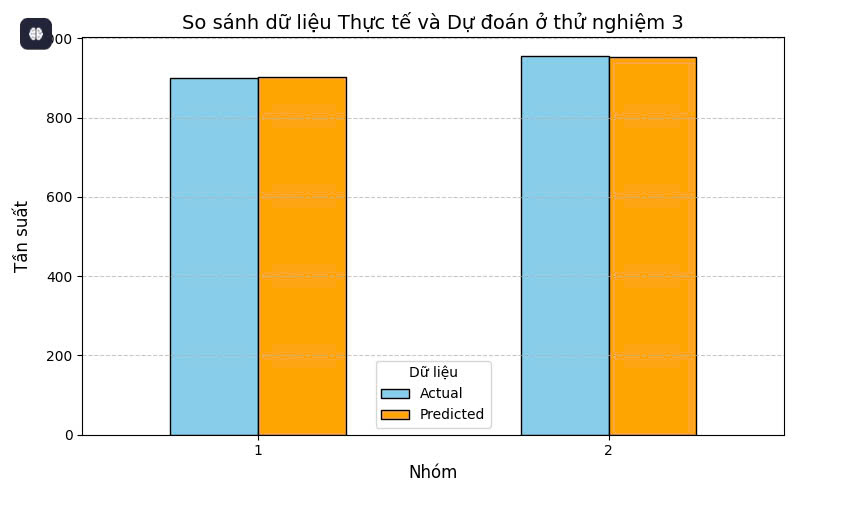 So sánh dữ liệu Thực tế và Dự đoán ở thử nghiệm 3
800
600
400
200
0
Tần suất
1
2
Nhóm
Dữ liệu
Actual
Predicted